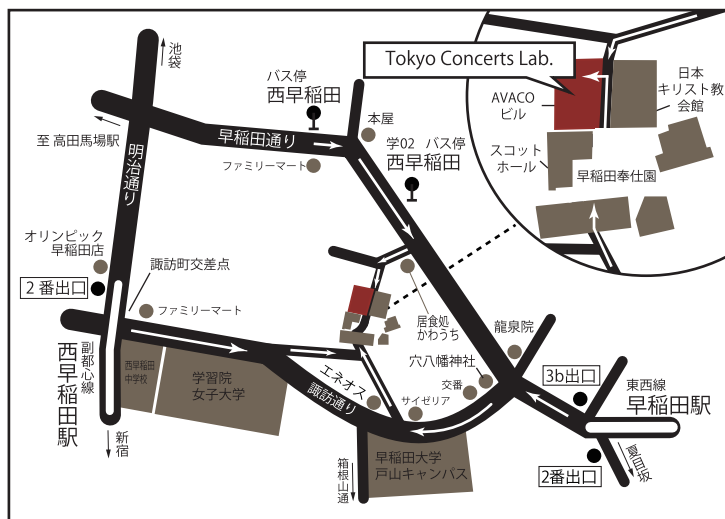 池袋
バス停
西早稲田
至 高田馬場駅
早稲田通り
本屋
ファミリーマート
学02 バス停
西早稲田
明治通り
オリンピック
早稲田店
2番出口
諏訪町交差点
ファミリーマート
副都心線
西早稲田駅
新宿
西早稲田
中学校
学習院
女子大学
諏訪通り
エネオス
サイゼリア
交番
穴八幡神社
居食処
かわうち
龍泉院
箱根山通
早稲田大学
戸山キャンパス
3b出口
東西線
早稲田駅
2番出口
夏目坂
Tokyo Concerts Lab.
AVACO
ビル
日本
キリスト教
会館
スコット
ホール
早稲田奉仕園